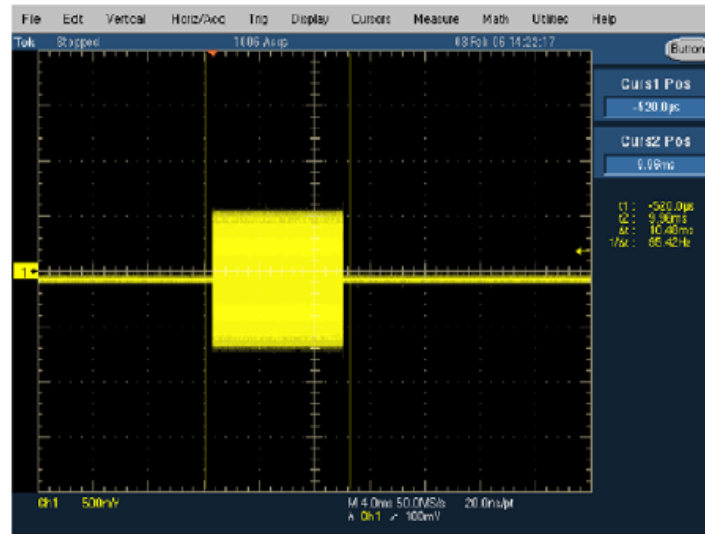 File Edit Vertical Horiz/Acq Trig Display Cursors Measure Math Utilities Help
Tek Stopped 1006 Acqs 08 Feb 06 14:22:17
Button
Curs1 Pos
-520.0µs
Curs2 Pos
9.96ms
t1: -520.0µs
t2: 9.96ms
Δt: 10.48ms
1/Δt: 95.42Hz
1
Ch1 500mV M 4.0ms 50.0MS/s 20.0ns/pt
A Ch1 100mV